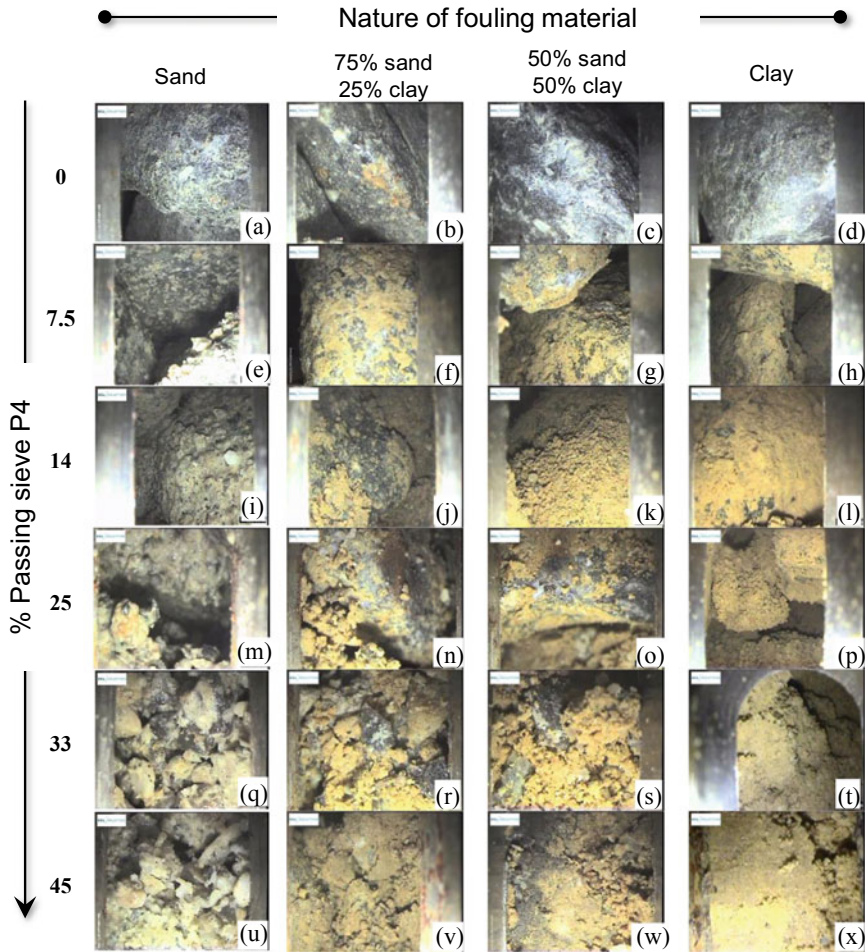 Nature of fouling material
Sand
75% sand
25% clay
50% sand
50% clay
Clay
% Passing sieve P4
0
(a)
(b)
(c)
(d)
7.5
(e)
(f)
(g)
(h)
14
(i)
(j)
(k)
(l)
25
(m)
(n)
(o)
(p)
33
(q)
(r)
(s)
(t)
45
(u)
(v)
(w)
(x)